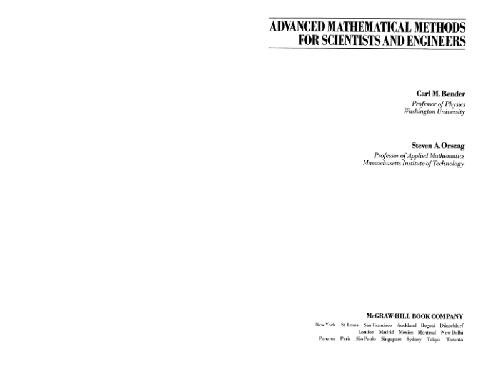 ADVANCED MATHEMATICAL METHODS
FOR SCIENTISTS AND ENGINEERS
Carl M. Bender
Professor of Physics
Washington University
Steven A. Orszag
Professor of Applied Mathematics
Massachusetts Institute of Technology
McGRAW-HILL BOOK COMPANY
New York St Louis San Francisco Auckland Bogotá Düsseldorf
London Madrid Mexico Montreal New Delhi
Panama Paris São Paulo Singapore Sydney Tokyo Toronto